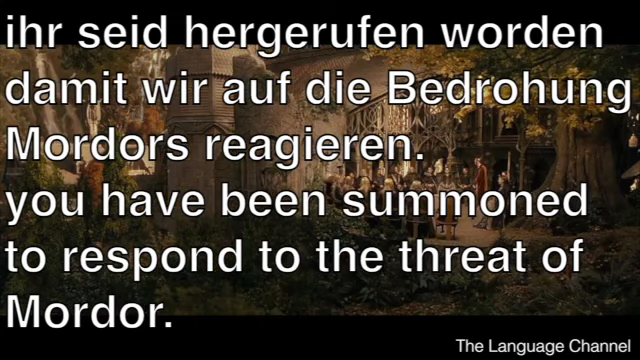 ihr seid hergerufen worden
damit wir auf die Bedrohung
Mordors reagieren.
you have been summoned
to respond to the threat of
Mordor.
The Language Channel